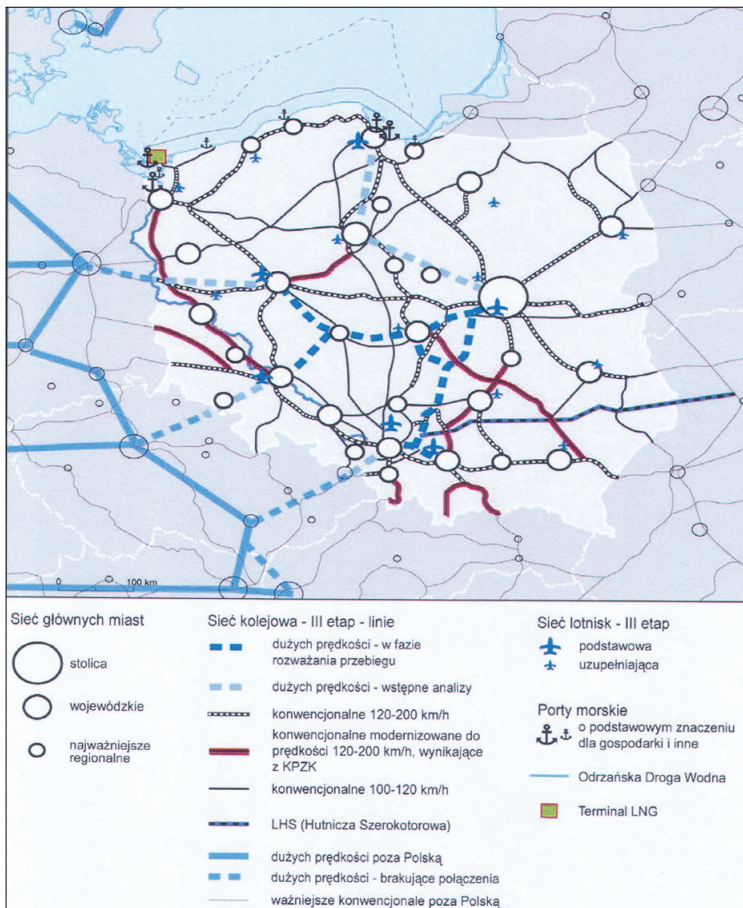 0 100 km
Sieć głównych miast
stolica
wojewódzkie
najważniejsze
regionalne
Sieć kolejowa - III etap - linie
dużych prędkości - w fazie
rozważania przebiegu
dużych prędkości - wstępne analizy
konwencjonalne 120-200 km/h
konwencjonalne modernizowane do
prędkości 120-200 km/h, wynikające
z KPZK
konwencjonalne 100-120 km/h
LHS (Hutnicza Szerokotorowa)
dużych prędkości poza Polską
dużych prędkości - brakujące połączenia
ważniejsze konwencjonalne poza Polską
Sieć lotnisk - III etap
podstawowa
uzupełniająca
Porty morskie
o podstawowym znaczeniu
dla gospodarki i inne
Odrzańska Droga Wodna
Terminal LNG